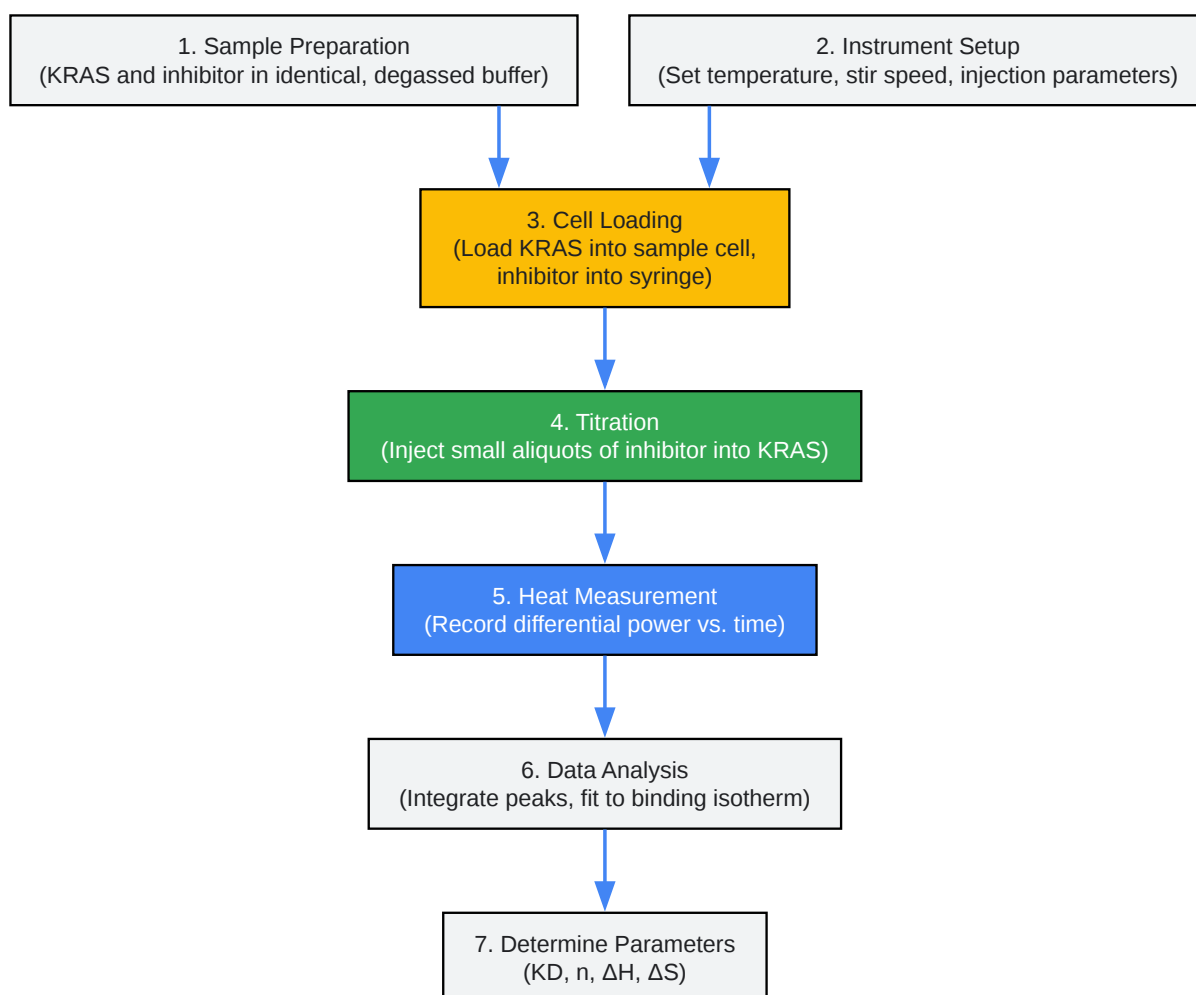 1. Sample Preparation
(KRAS and inhibitor in identical, degassed buffer)
2. Instrument Setup
(Set temperature, stir speed, injection parameters)
3. Cell Loading
(Load KRAS into sample cell,
inhibitor into syringe)
4. Titration
(Inject small aliquots of inhibitor into KRAS)
5. Heat Measurement
(Record differential power vs. time)
6. Data Analysis
(Integrate peaks, fit to binding isotherm)
7. Determine Parameters
(KD, n, ΔH, ΔS)